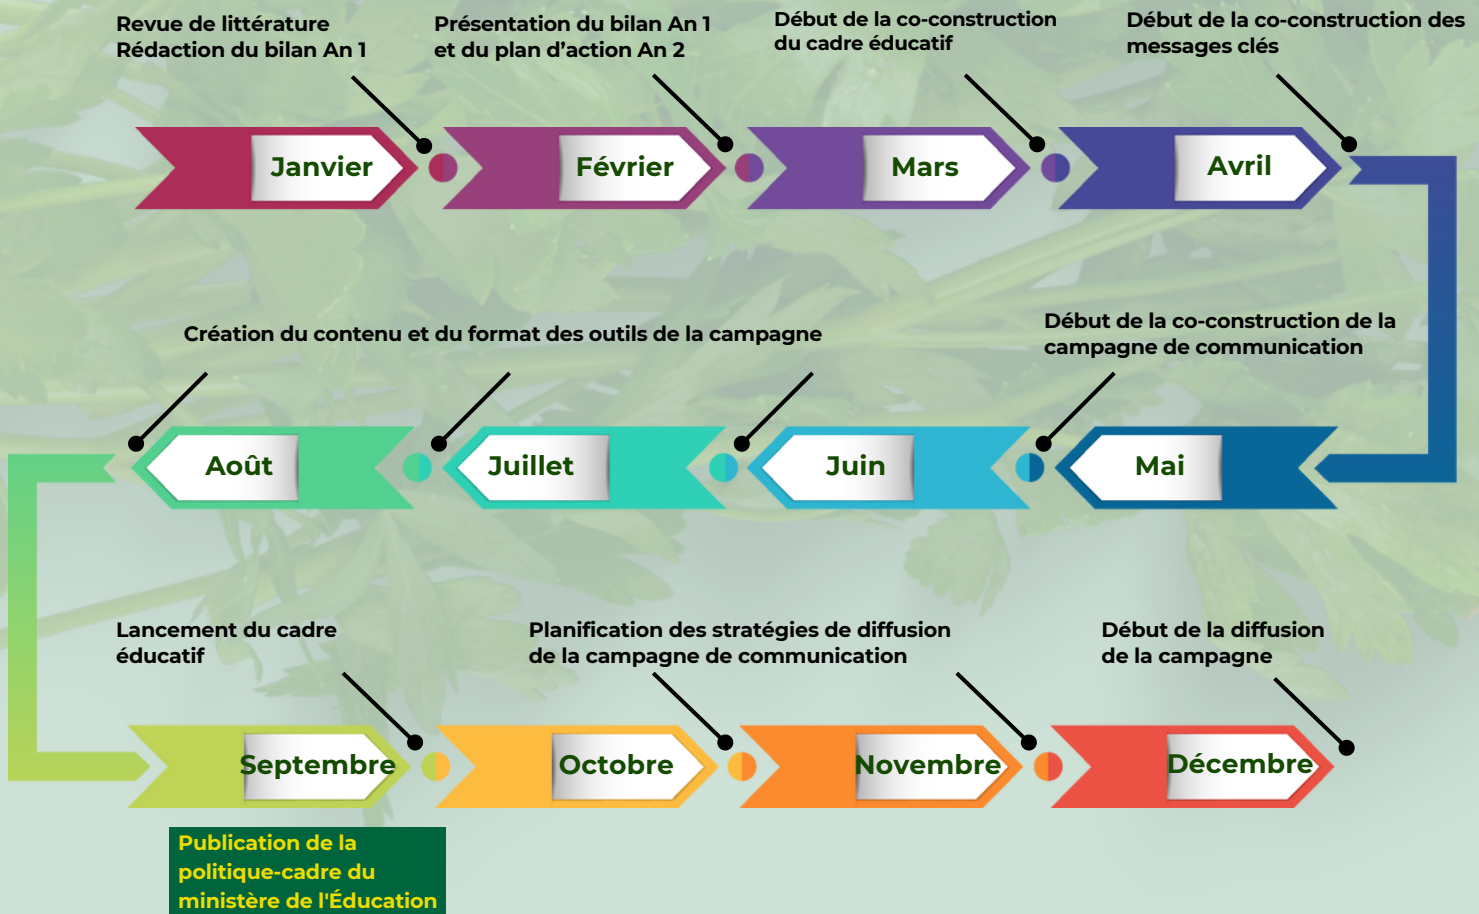 Revue de littérature
Rédaction du bilan An 1
Présentation du bilan An 1
et du plan d'action An 2
Début de la co-construction
du cadre éducatif
Début de la co-construction des
messages clés
Janvier
Février
Mars
Avril
Création du contenu et du format des outils de la campagne
Début de la co-construction de la
campagne de communication
Août
Juillet
Juin
Mai
Lancement du cadre
éducatif
Planification des stratégies de diffusion
de la campagne de communication
Début de la diffusion
de la campagne
Septembre
Octobre
Novembre
Décembre
Publication de la
politique-cadre du
ministère de l'Éducation